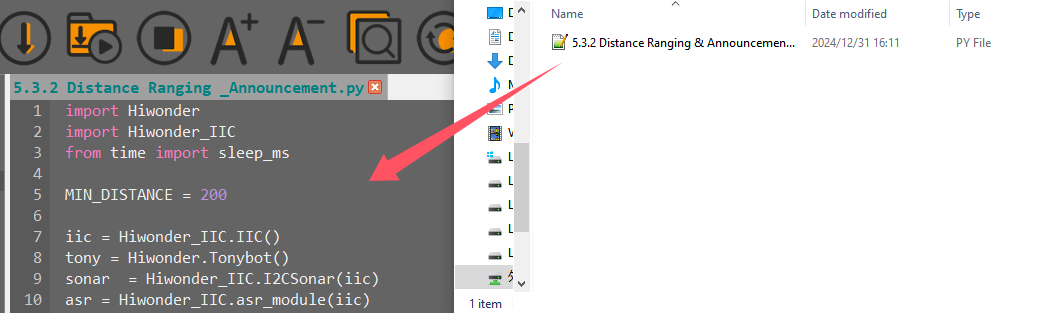 A
A
5.3.2 Distance Ranging _Announcement.py
1 import Hiwonder
2 import Hiwonder_IIC
3 from time import sleep_ms
4
5 MIN_DISTANCE = 200
6
7 iic = Hiwonder_IIC.IIC()
8 tony = Hiwonder.Tonybot()
9 sonar  = Hiwonder_IIC.I2CSonar(iic)
10 asr = Hiwonder_IIC.asr_module(iic)
Name Date modified Type
5.3.2 Distance Ranging & Announcemen... 2024/12/31 16:11 PY File
D
D
D
L
L
L
L
L
1 item